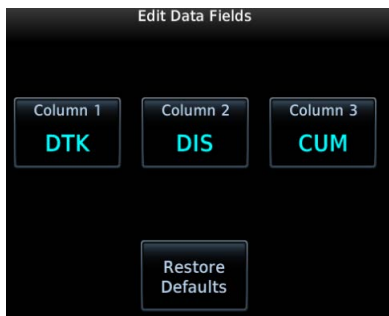 Edit Data Fields
Column 1
DTK
Column 2
DIS
Column 3
CUM
Restore
Defaults